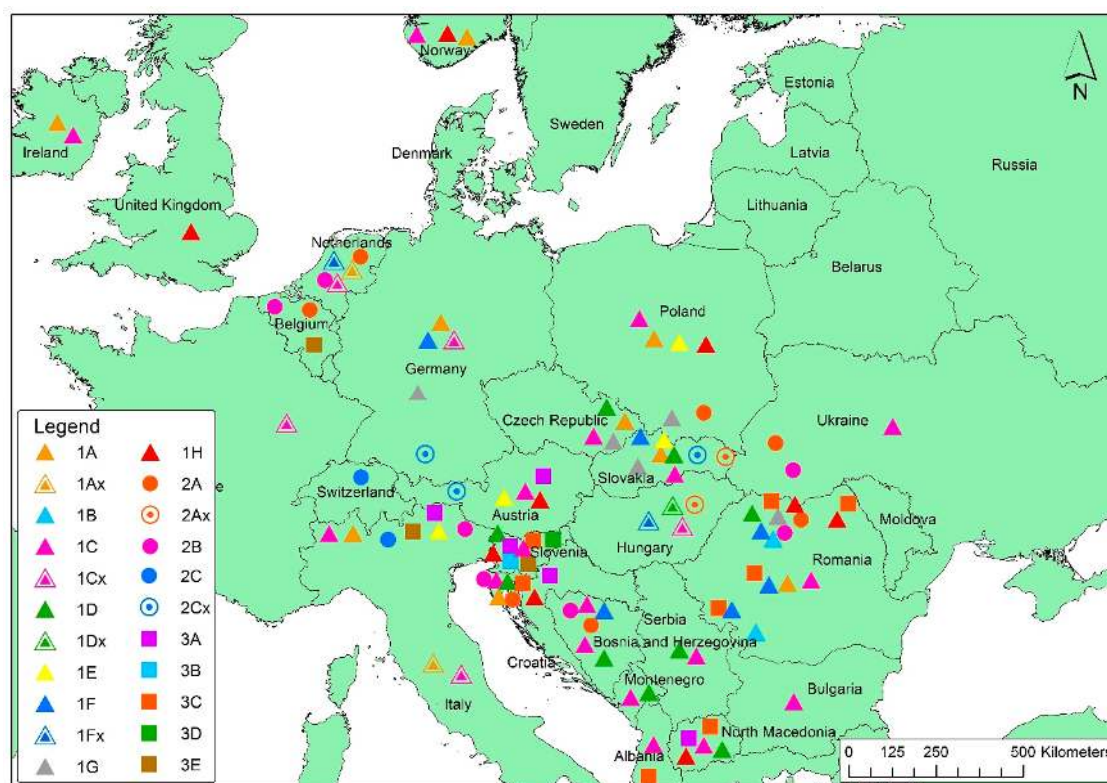 Norway
Estonia
N
Sweden
Latvia
Ireland
Denmark
Russia
Lithuania
United Kingdom
Netherlands
Belarus
Poland
Belgium
Germany
Czech Republic
Ukraine
Legend
1A
1H
1Ax
2A
1B
2Ax
1C
2B
1Cx
2C
1D
2Cx
1Dx
3A
1E
3B
1F
3C
1Fx
3D
1G
3E
Slovakia
Switzerland
e
Austria
Moldova
Hungary
Slovenia
Romania
Serbia
Bosnia and Herzegovina
Croatia
Montenegro
Bulgaria
Italy
North Macedonia
Albania
0 125 250 500 Kilometers